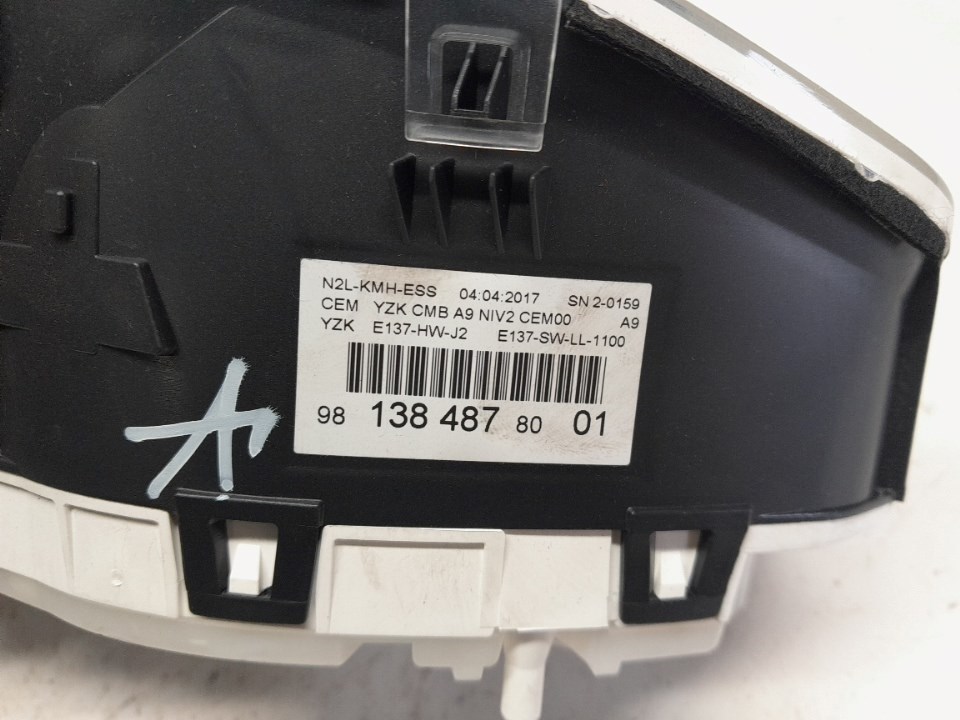 N2L-KMH-ESS 04:04:2017 SN 2-0159
CEM YZK CMB A9 NIV2 CEM00 A9
YZK E137-HW-J2 E137-SW-LL-1100
98 138 487 80 01